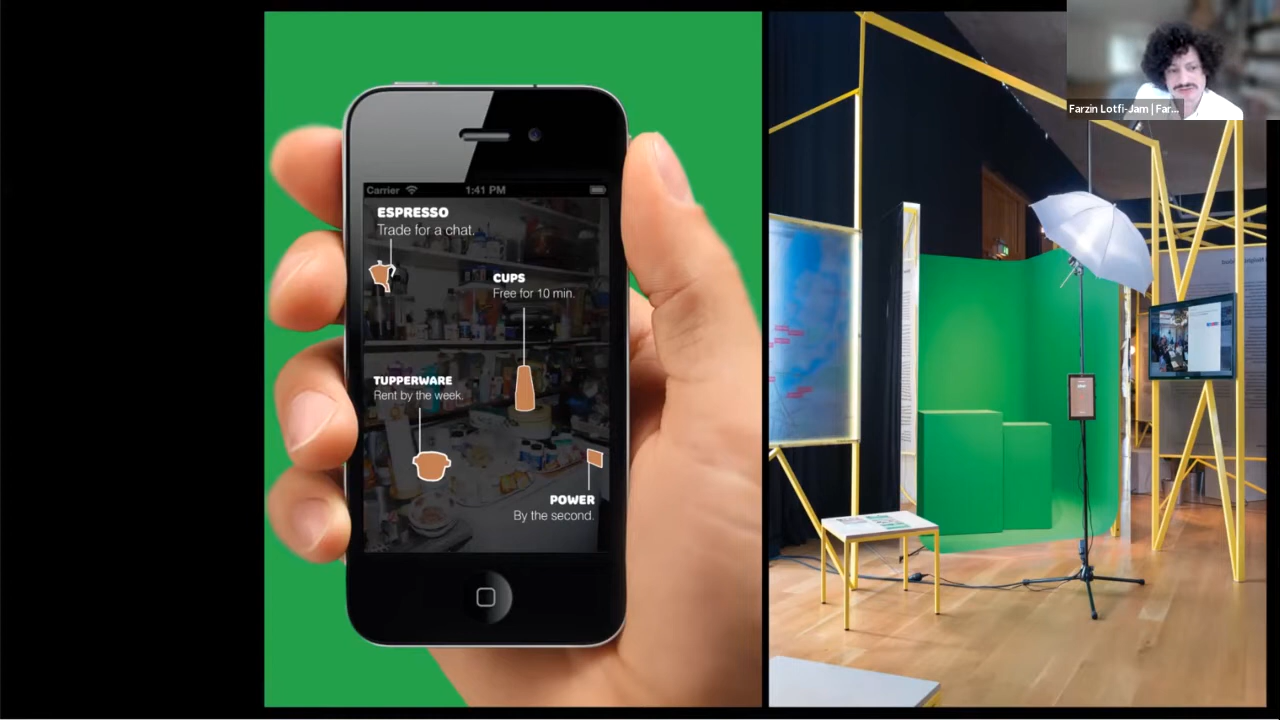 Carrier 1:41 PM
ESPRESSO
Trade for a chat.
CUPS
Free for 10 min.
TUPPERWARE
Rent by the week.
POWER
By the second.
Farzin Lotfi-Jam | Far...